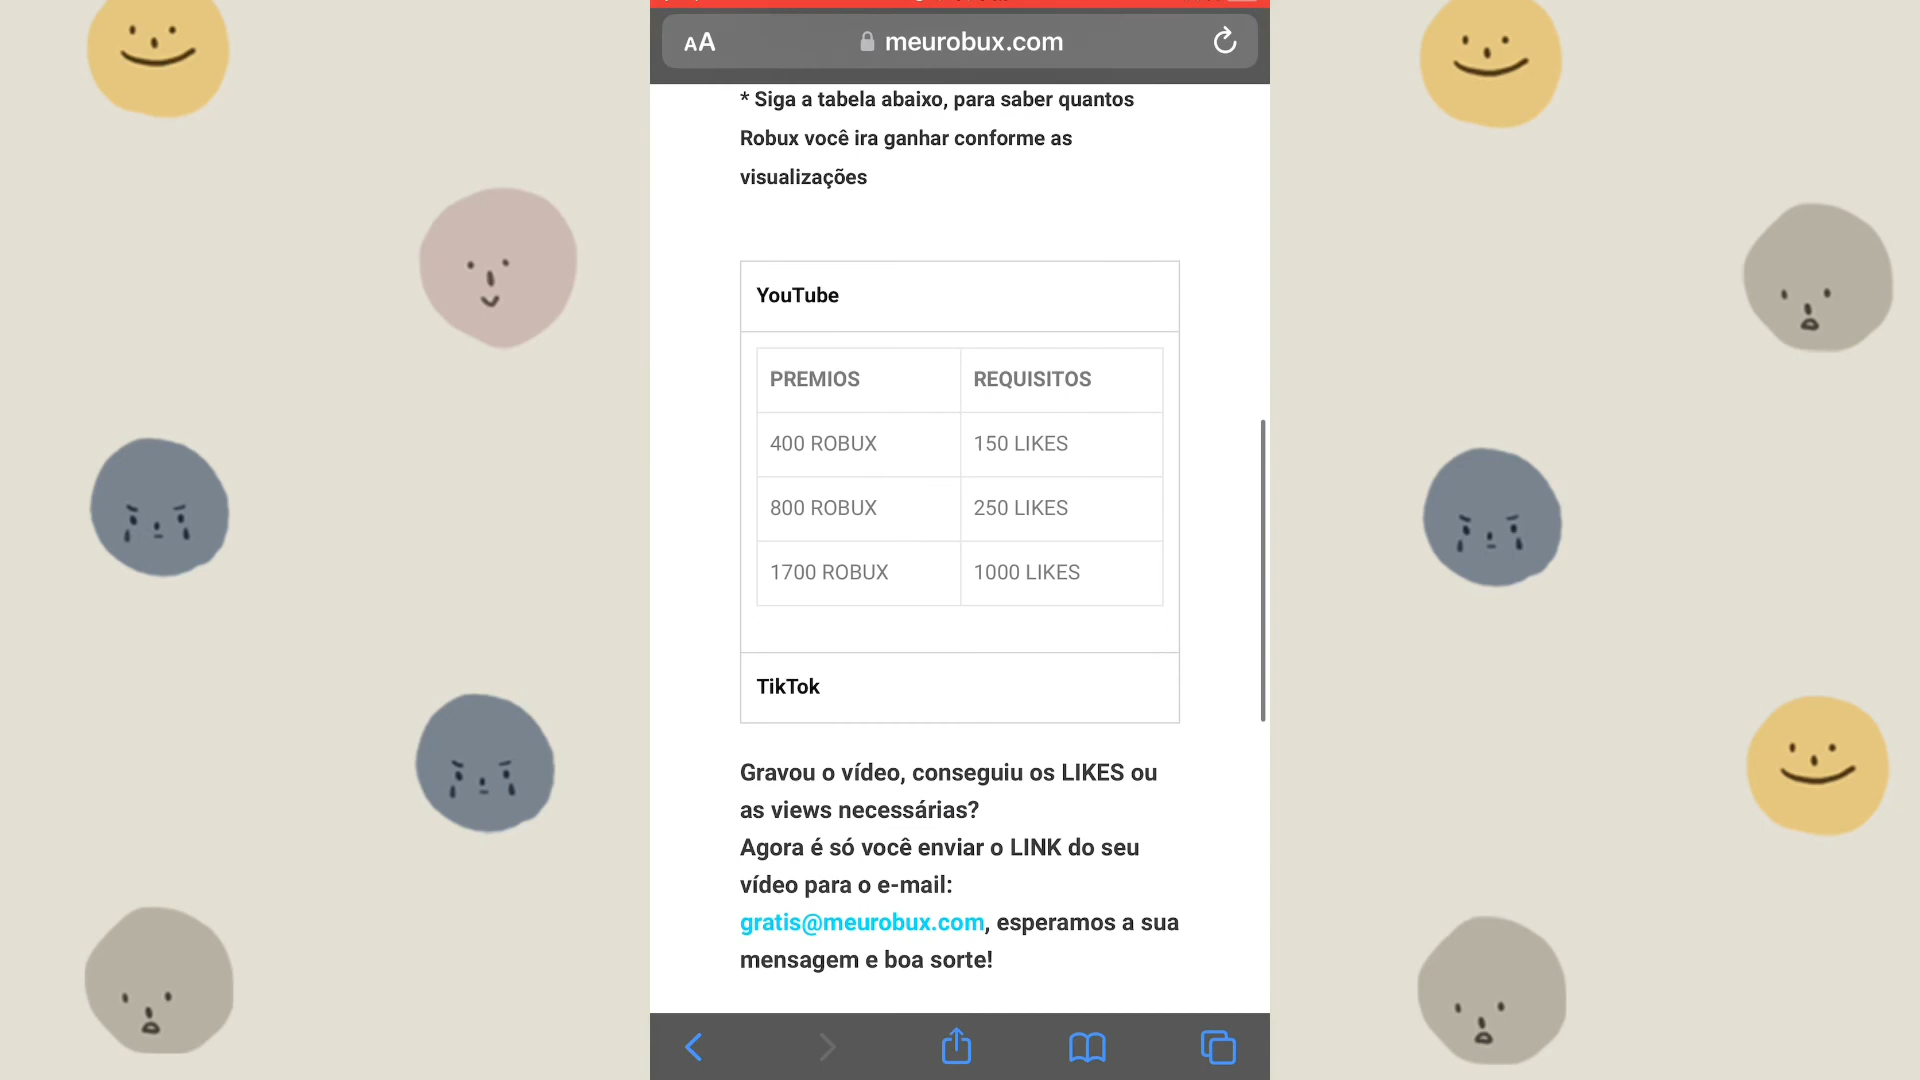 AA meurobux.com
* Siga a tabela abaixo, para saber quantos
Robux você ira ganhar conforme as
visualizações
YouTube
PREMIOS REQUISITOS
400 ROBUX 150 LIKES
800 ROBUX 250 LIKES
1700 ROBUX 1000 LIKES
TikTok
Gravou o vídeo, conseguiu os LIKES ou
as views necessárias?
Agora é só você enviar o LINK do seu
vídeo para o e-mail:
gratis@meurobux.com, esperamos a sua
mensagem e boa sorte!